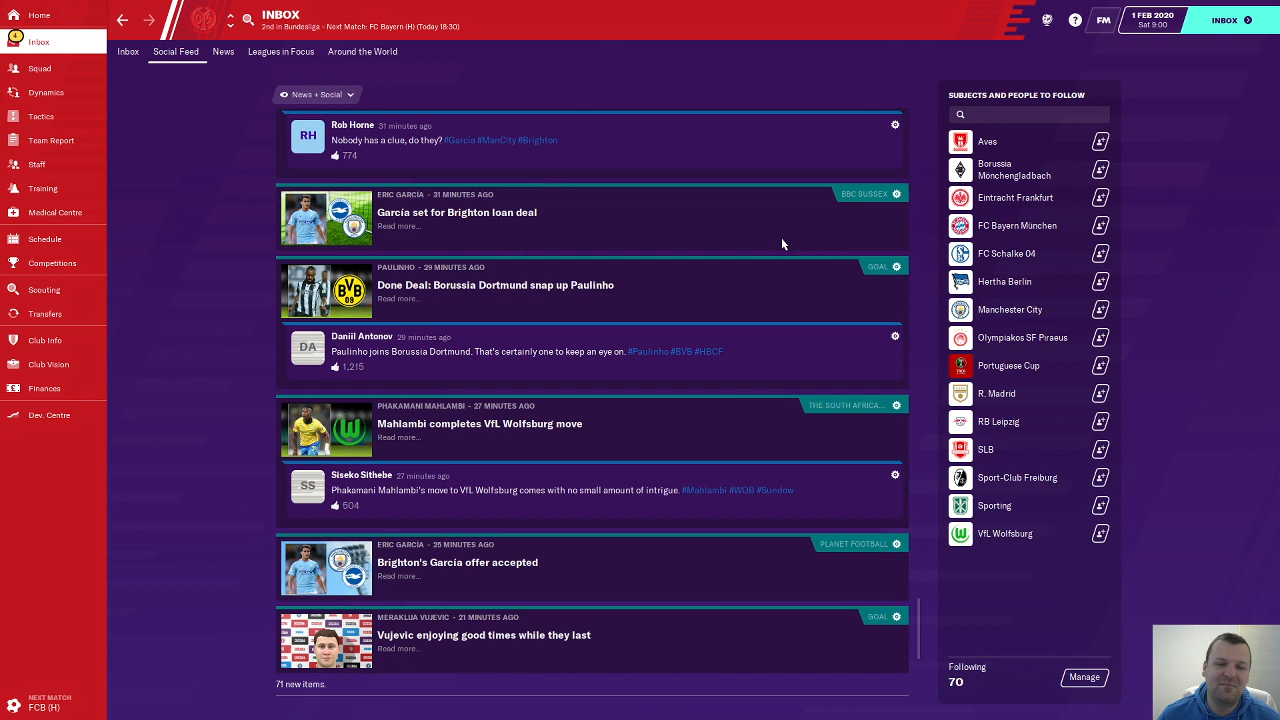 Home
4
Inbox
Squad
Dynamics
Tactics
Team Report
Staff
Training
Medical Centre
Schedule
Competitions
Scouting
Transfers
Club Info
Club Vision
Finances
Dev. Centre
NEXT MATCH
FCB (H)
INBOX
2nd in Bundesliga - Next Match: FC Bayern (H) (Today 18:30)
?
FM
1 FEB 2020
SAT 9:00
INBOX
Inbox
Social Feed
News
Leagues in Focus
Around the World
News + Social
RH
Rob Horne 31 minutes ago
Nobody has a clue, do they? #García #ManCity #Brighton
774
ERIC GARCÍA - 31 MINUTES AGO
BBC SUSSEX
García set for Brighton loan deal
Read more...
PAULINHO - 29 MINUTES AGO
GOAL
BVB 09
Done Deal: Borussia Dortmund snap up Paulinho
Read more...
DA
Daniil Antonov 29 minutes ago
Paulinho joins Borussia Dortmund. That's certainly one to keep an eye on. #Paulinho #BVB #HBCF
1,215
PHAKAMANI MAHLAMBI - 27 MINUTES AGO
THE SOUTH AFRICA...
Mahlambi completes VfL Wolfsburg move
Read more...
SS
Siseko Sithebe 27 minutes ago
Phakamani Mahlambi's move to VfL Wolfsburg comes with no small amount of intrigue. #Mahlambi #WOB #Sundow
504
ERIC GARCÍA - 25 MINUTES AGO
PLANET FOOTBALL
Brighton's García offer accepted
Read more...
MERAKLIJA VUJEVIC - 21 MINUTES AGO
GOAL
Vujevic enjoying good times while they last
Read more...
71 new items.
SUBJECTS AND PEOPLE TO FOLLOW
Aves
Borussia
Mönchengladbach
Eintracht Frankfurt
FC Bayern München
FC Schalke 04
Hertha Berlin
Manchester City
Olympiakos SF Piraeus
Portuguese Cup
R. Madrid
RB Leipzig
SLB
Sport-Club Freiburg
Sporting
VfL Wolfsburg
Following
70
Manage